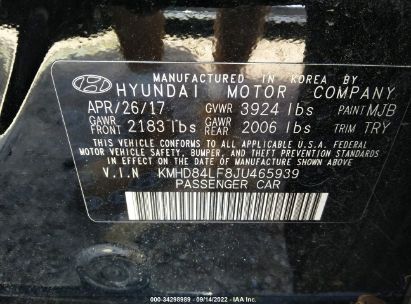 MANUFACTURED IN KOREA BY
HYUNDAI MOTOR COMPANY
APR/26/17 GVWR 3924 lbs PAINT MJB
GAWR FRONT 2183 lbs GAWR REAR 2006 lbs TRIM TRY
THIS VEHICLE CONFORMS TO ALL APPLICABLE U.S. FEDERAL
MOTOR VEHICLE SAFETY, BUMPER, AND THEFT PREVENTION
STANDARDS IN EFFECT ON THE DATE OF MANUFACTURE SHOWN ABOVE.
V.I.N KMHD84LF8JU465939
PASSENGER CAR
000-34298989 - 09/14/2022 - IAA Inc.